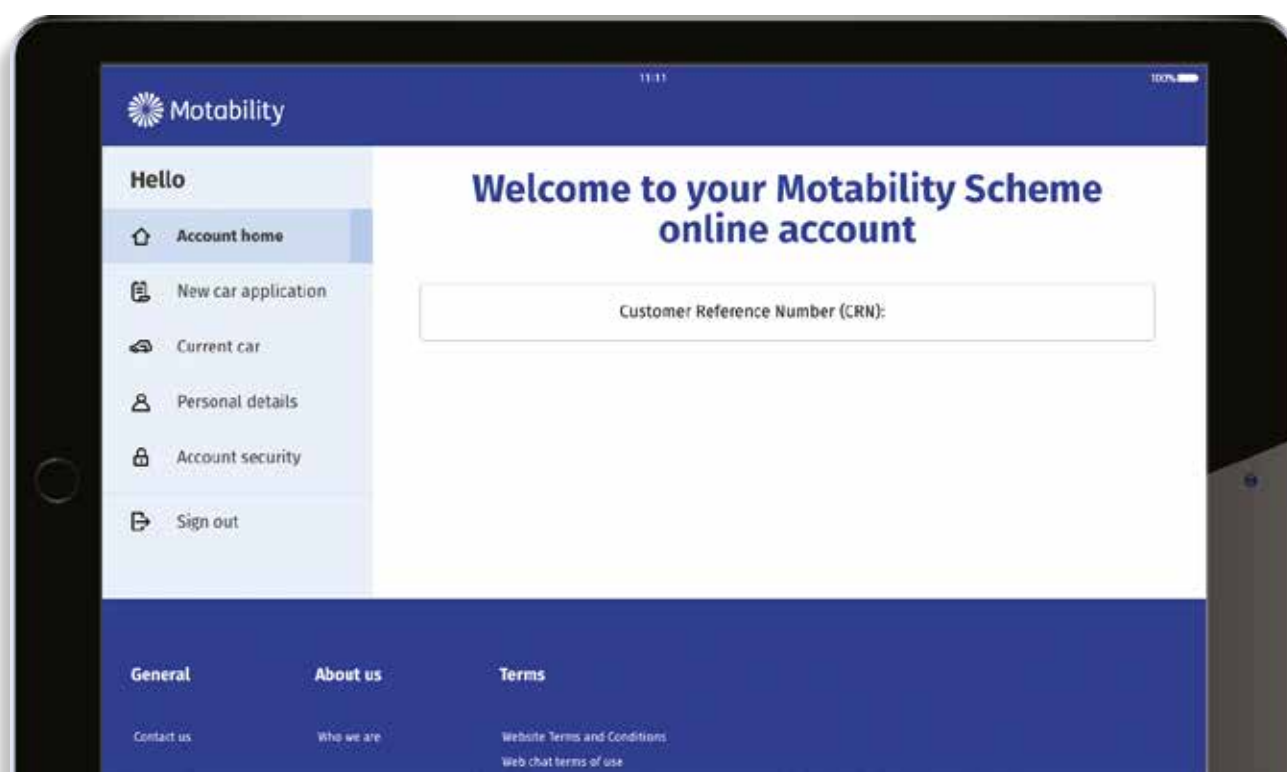 11:11
100%
Motability
Hello
Account home
New car application
Current car
Personal details
Account security
Sign out
Welcome to your Motability Scheme
online account
Customer Reference Number (CRN):
General
About us
Terms
Contact us
Who we are
Website Terms and Conditions
Web chat terms of use